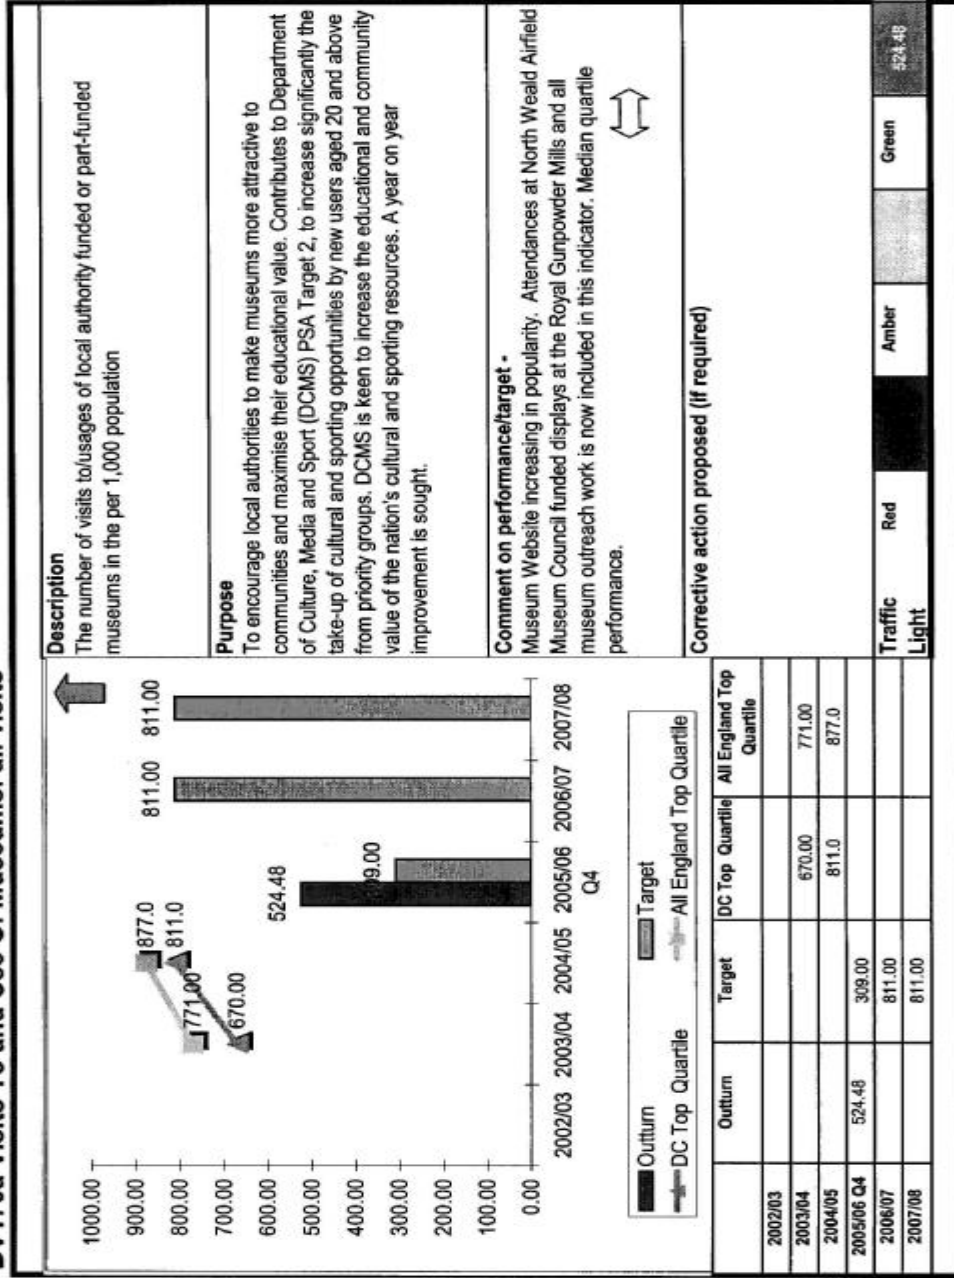 1000.00
900.00
800.00
700.00
600.00
500.00
400.00
300.00
200.00
100.00
0.00
771.00
877.0
670.00
811.0
524.48
811.00
811.00
2002/03 2003/04 2004/05 2005/06 2006/07 2007/08
Q4
Outturn Target
DC Top Quartile All England Top Quartile
Outturn Target DC Top Quartile All England Top Quartile
2002/03
2003/04 670.00 771.00
2004/05 811.0 877.0
2005/06 Q4 524.48 309.00
2006/07 811.00
2007/08 811.00
Description
The number of visits to/usages of local authority funded or part-funded
museums in the per 1,000 population
Purpose
To encourage local authorities to make museums more attractive to
communities and maximise their educational value. Contributes to Department
of Culture, Media and Sport (DCMS) PSA Target 2, to increase significantly the
take-up of cultural and sporting opportunities by new users aged 20 and above
from priority groups. DCMS is keen to increase the educational and community
value of the nation's cultural and sporting resources. A year on year
improvement is sought.
Comment on performance/target -
Museum Website increasing in popularity. Attendances at North Weald Airfield
Museum Council funded displays at the Royal Gunpowder Mills and all
museum outreach work is now included in this indicator. Median quartile
performance.
Corrective action proposed (if required)
Traffic Light Red Amber Green 524.48